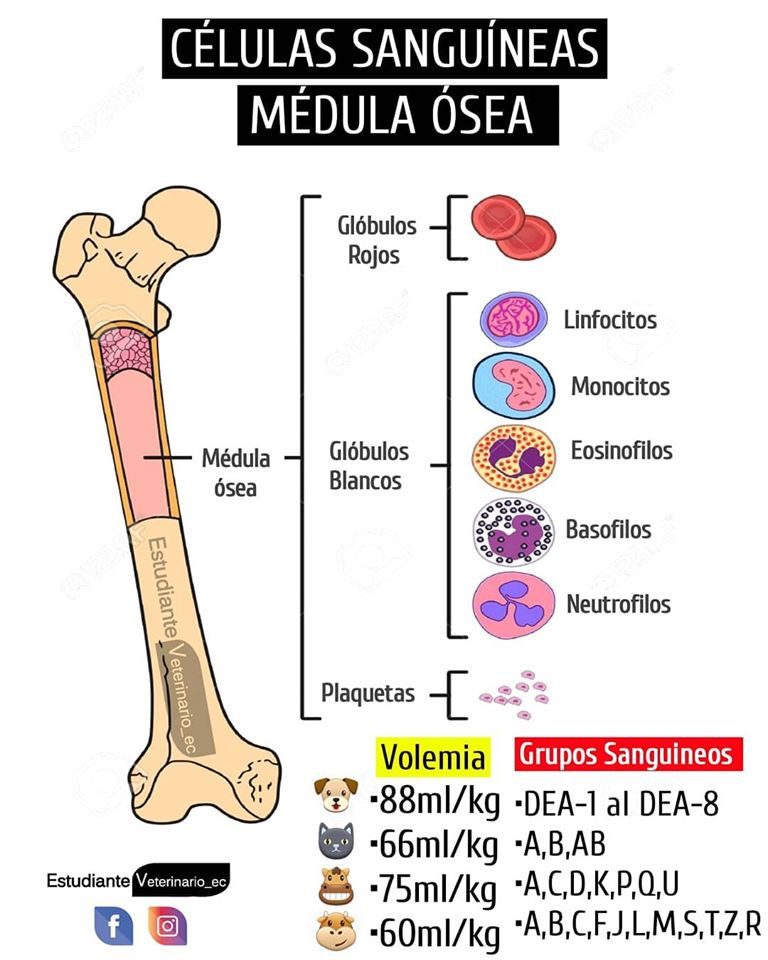 CÉLULAS SANGUÍNEAS
MÉDULA ÓSEA
Glóbulos
Rojos
Linfocitos
Monocitos
Médula
ósea
Glóbulos
Blancos
Eosinofilos
Basofilos
Neutrofilos
Plaquetas
Estudiante Veterinario_ec
Volemia
Grupos Sanguineos
•88ml/kg •DEA-1 al DEA-8
•66ml/kg •A,B,AB
•75ml/kg •A,C,D,K,P,Q,U
•60ml/kg •A,B,C,F,J,L,M,S,T,Z,R
Estudiante Veterinario_ec
f